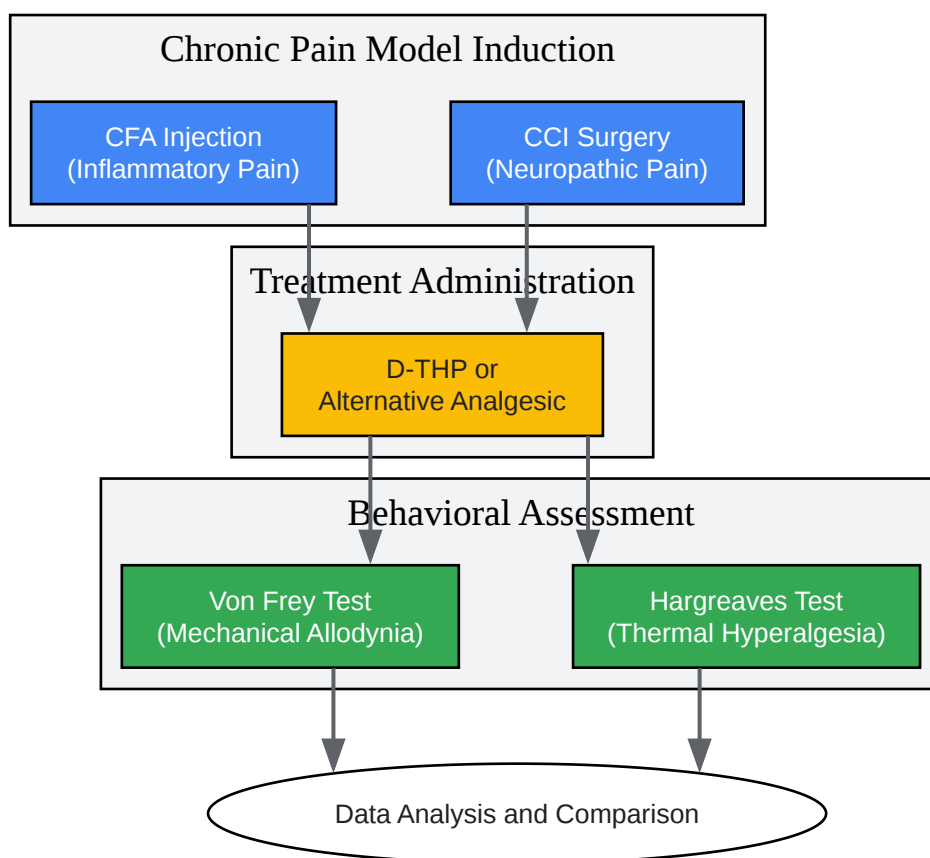 Chronic Pain Model Induction
CFA Injection
(Inflammatory Pain)
CCI Surgery
(Neuropathic Pain)
Treatment Administration
D-THP or
Alternative Analgesic
Behavioral Assessment
Von Frey Test
(Mechanical Allodynia)
Hargreaves Test
(Thermal Hyperalgesia)
Data Analysis and Comparison